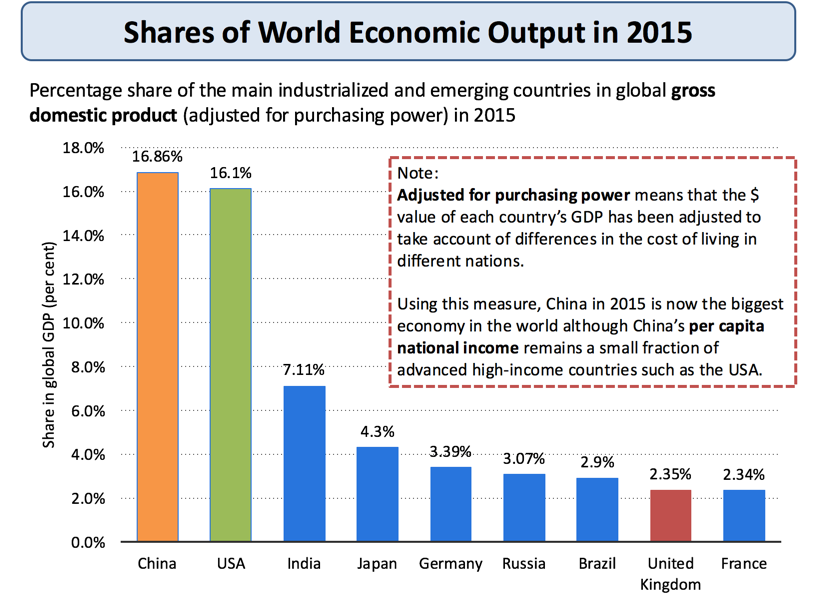 Shares of World Economic Output in 2015
Percentage share of the main industrialized and emerging countries in global gross
domestic product (adjusted for purchasing power) in 2015
Share in global GDP (per cent)
18.0%
16.0%
14.0%
12.0%
10.0%
8.0%
6.0%
4.0%
2.0%
0.0%
16.86%
16.1%
7.11%
4.3%
3.39%
3.07%
2.9%
2.35%
2.34%
Note:
Adjusted for purchasing power means that the $
value of each country’s GDP has been adjusted to
take account of differences in the cost of living in
different nations.
Using this measure, China in 2015 is now the biggest
economy in the world although China’s per capita
national income remains a small fraction of
advanced high-income countries such as the USA.
China
USA
India
Japan
Germany
Russia
Brazil
United
Kingdom
France